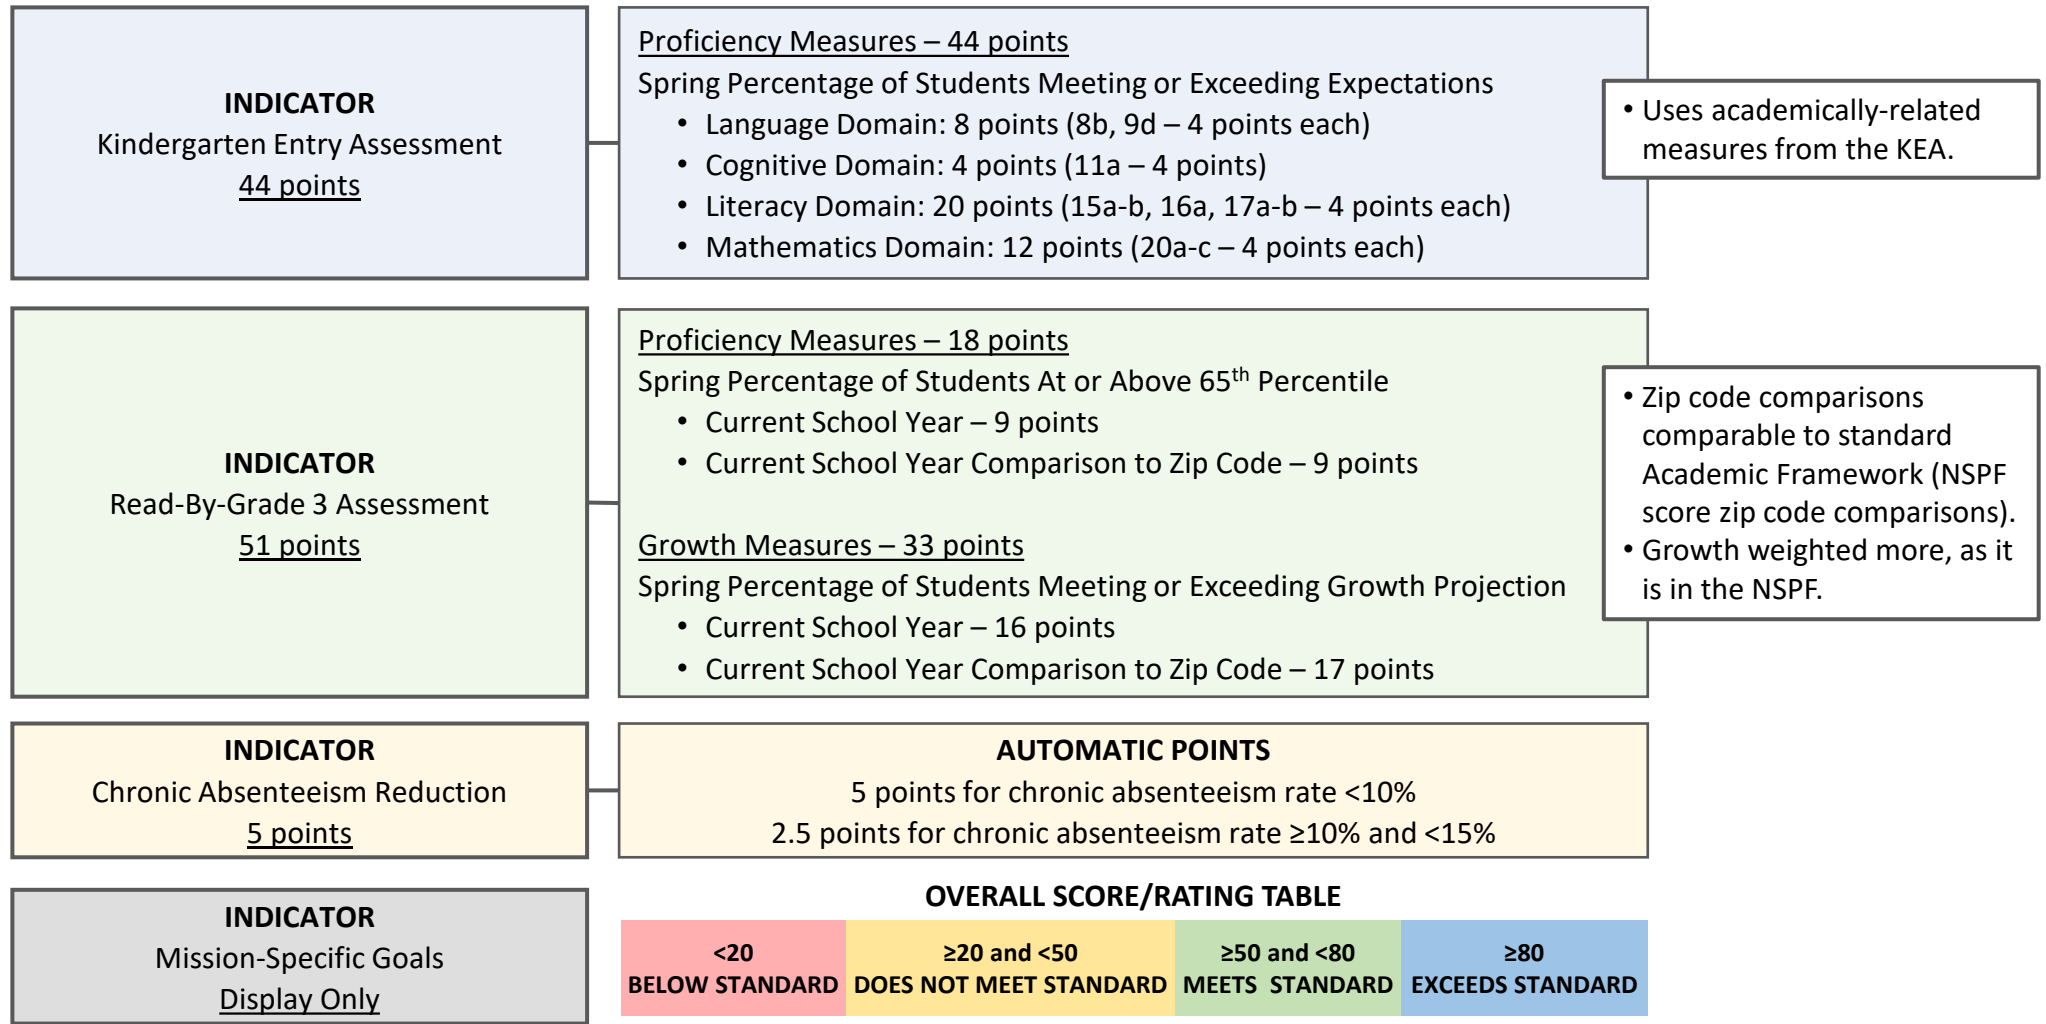 INDICATOR
Kindergarten Entry Assessment
44 points
Proficiency Measures – 44 points
Spring Percentage of Students Meeting or Exceeding Expectations
• Language Domain: 8 points (8b, 9d – 4 points each)
• Cognitive Domain: 4 points (11a – 4 points)
• Literacy Domain: 20 points (15a-b, 16a, 17a-b – 4 points each)
• Mathematics Domain: 12 points (20a-c – 4 points each)
• Uses academically-related
measures from the KEA.
INDICATOR
Read-By-Grade 3 Assessment
51 points
Proficiency Measures – 18 points
Spring Percentage of Students At or Above 65th Percentile
• Current School Year – 9 points
• Current School Year Comparison to Zip Code – 9 points
Growth Measures – 33 points
Spring Percentage of Students Meeting or Exceeding Growth Projection
• Current School Year – 16 points
• Current School Year Comparison to Zip Code – 17 points
• Zip code comparisons
comparable to standard
Academic Framework (NSPF
score zip code comparisons).
• Growth weighted more, as it
is in the NSPF.
INDICATOR
Chronic Absenteeism Reduction
5 points
AUTOMATIC POINTS
5 points for chronic absenteeism rate <10%
2.5 points for chronic absenteeism rate ≥10% and <15%
INDICATOR
Mission-Specific Goals
Display Only
OVERALL SCORE/RATING TABLE
<20
BELOW STANDARD
≥20 and <50
DOES NOT MEET STANDARD
≥50 and <80
MEETS STANDARD
≥80
EXCEEDS STANDARD